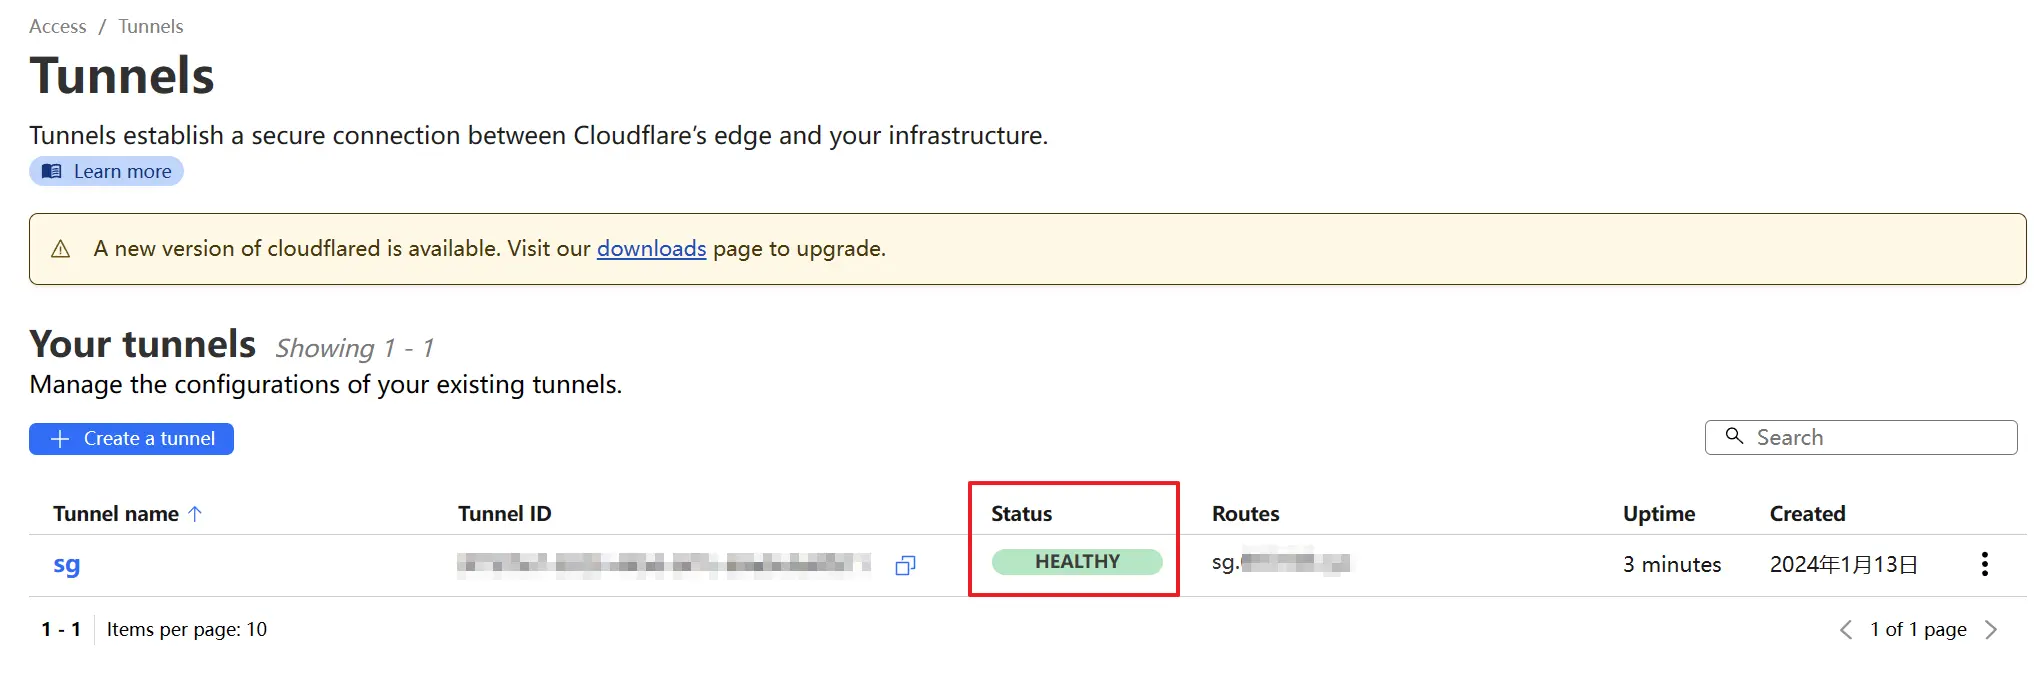 Access / Tunnels
Tunnels
Tunnels establish a secure connection between Cloudflare’s edge and your infrastructure.
Learn more
A new version of cloudflared is available. Visit our downloads page to upgrade.
Your tunnels Showing 1 - 1
Manage the configurations of your existing tunnels.
Create a tunnel
Search
Tunnel name Tunnel ID Status Routes Uptime Created
sg HEALTHY sg. 3 minutes 2024年1月13日
1 - 1 Items per page: 10 1 of 1 page